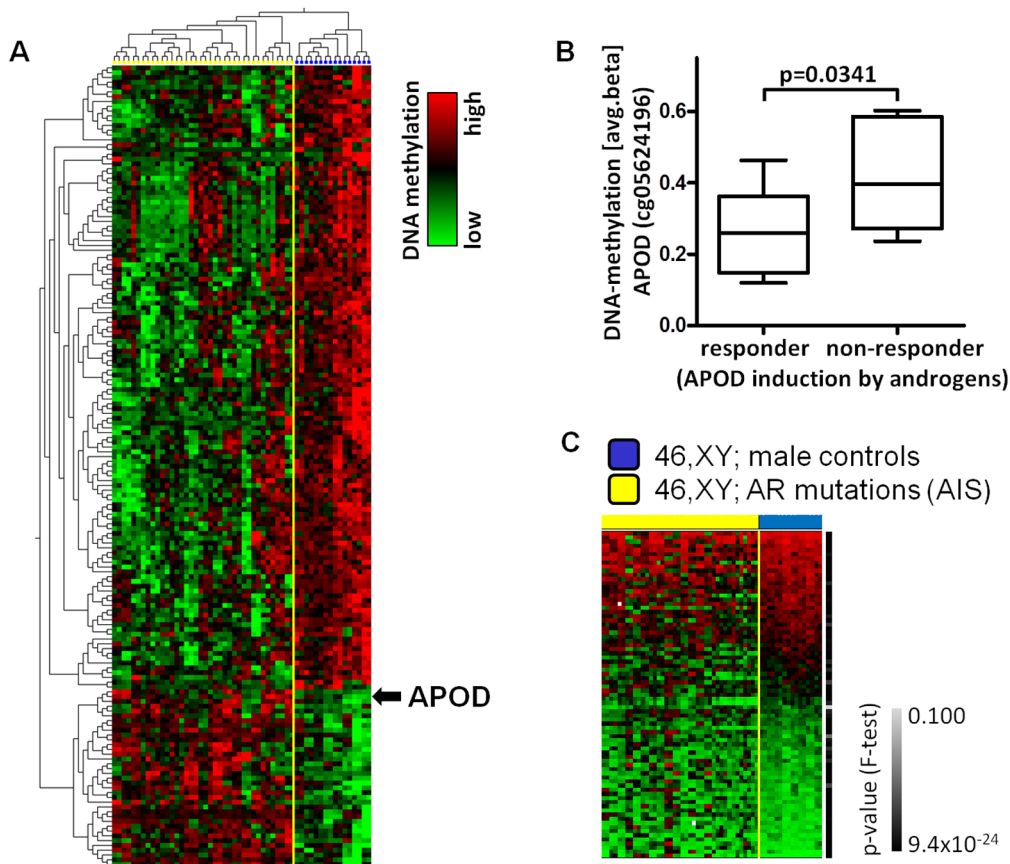 A
DNA methylation
high
low
APOD
B
p=0.0341
DNA-methylation [avg.beta]
APOD (cg05624196)
0.6
0.4
0.2
0.0
responder
non-responder
(APOD induction by androgens)
C
46,XY; male controls
46,XY; AR mutations (AIS)
p-value (F-test)
0.100
9.4x10⁻²⁴